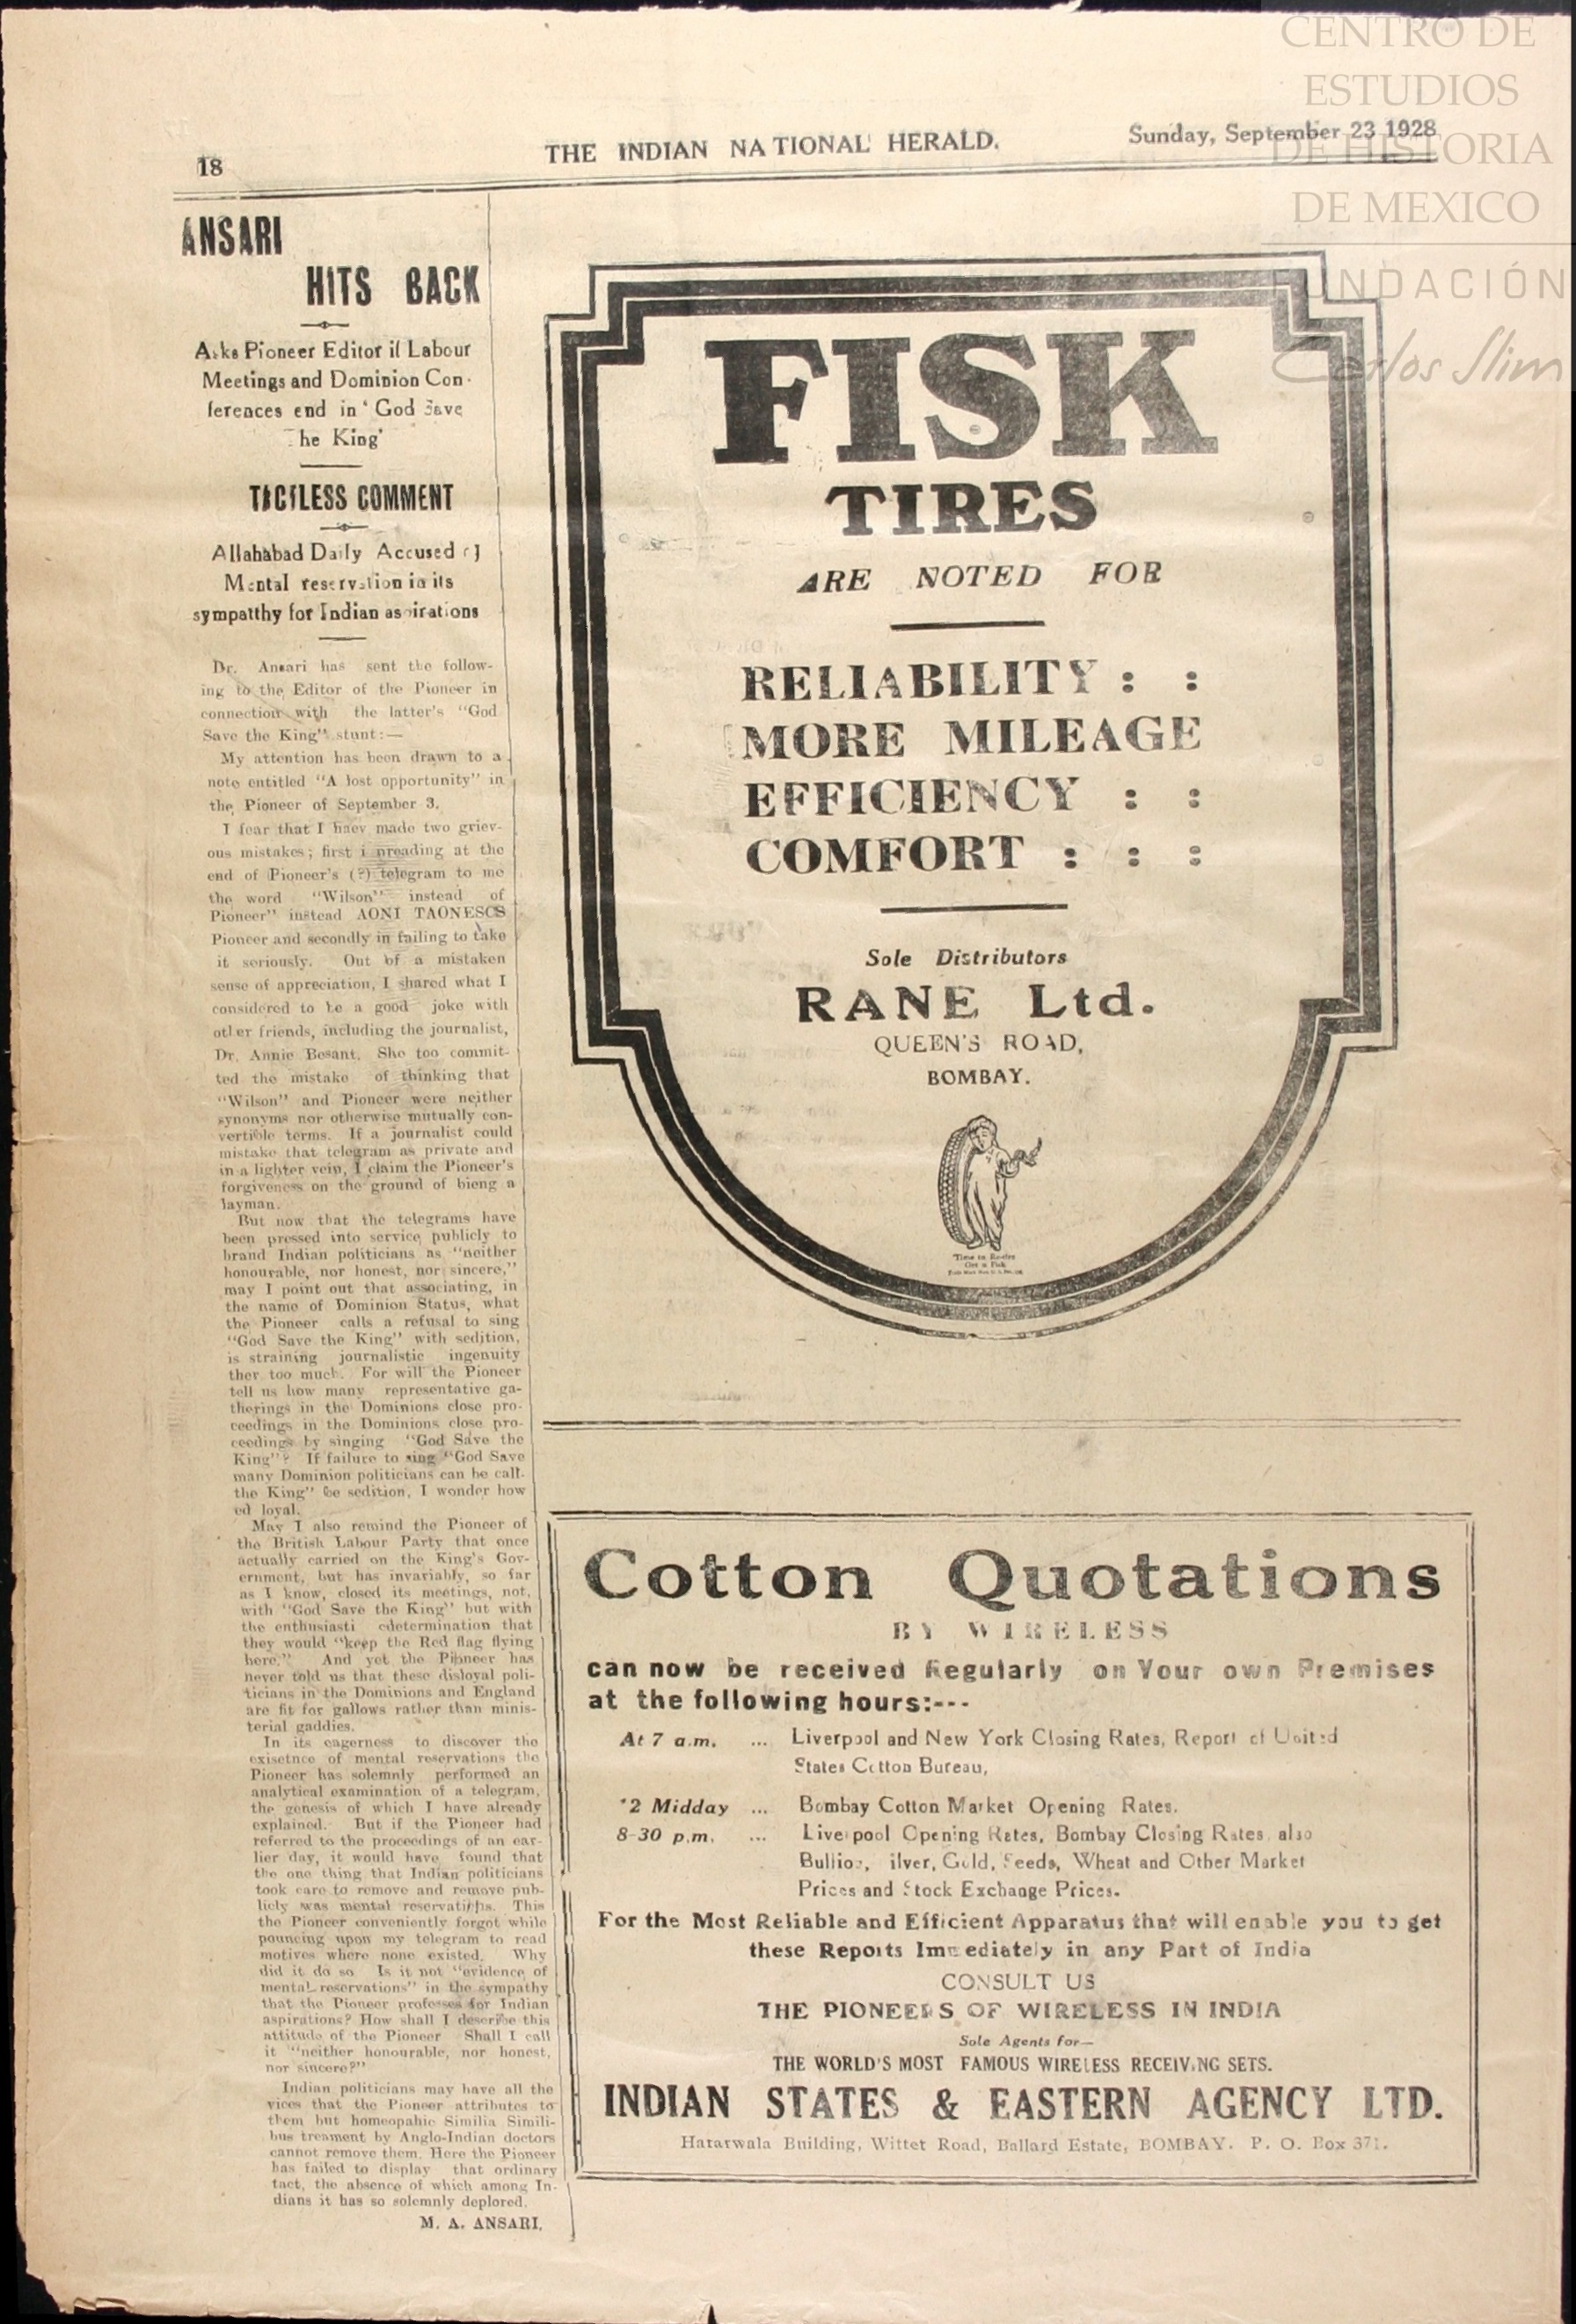 CENTRO DE
ESTUDIOS
DE HISTORIA
DE MEXICO
FUNDACIÓN
Carlos Slim
18
THE INDIAN NATIONAL HERALD.
Sunday, September 23 1928
ANSARI
HITS BACK
Asks Pioneer Editor if Labour
Meetings and Dominion Con-
ferences end in 'God Save
he King'
TACTLESS COMMENT
Allahabad Daily Accused of
Mental reservation in its
sympatthy for Indian aspirations
Dr. Ansari has sent the follow-
ing to the Editor of the Pioneer in
connection with the latter's "God
Save the King" stunt:—
My attention has been drawn to a
note entitled "A lost opportunity" in
the Pioneer of September 3.
I fear that I haev made two griev-
ous mistakes; first i nreading at the
end of Pioneer's (?) telegram to me
the word "Wilson" instead of
Pioneer" instead AONI TAONESCS
Pioneer and secondly in failing to take
it seriously. Out of a mistaken
sense of appreciation, I shared what I
considered to be a good joke with
other friends, including the journalist,
Dr. Annie Besant. She too commit-
ted the mistake of thinking that
"Wilson" and Pioneer were neither
synonyms nor otherwise mutually con-
vertible terms. If a journalist could
mistake that telegram as private and
in a lighter vein, I claim the Pioneer's
forgiveness on the ground of bieng a
layman.
But now that the telegrams have
been pressed into service publicly to
brand Indian politicians as "neither
honourable, nor honest, nor sincere,"
may I point out that associating, in
the name of Dominion Status, what
the Pioneer calls a refusal to sing
"God Save the King" with sedition,
is straining journalistic ingenuity
ther too much. For will the Pioneer
tell us how many representative ga-
therings in the Dominions close pro-
ceedings in the Dominions close pro-
ceedings by singing "God Save the
King"? If failure to sing "God Save
many Dominion politicians can be call-
the King" be sedition, I wonder how
ed loyal.
May I also remind the Pioneer of
the British Labour Party that once
actually carried on the King's Gov-
ernment, but has invariably, so far
as I know, closed its meetings, not,
with "God Save the King" but with
the enthusiasti cdetermination that
they would "keep the Red flag flying
here." And yet the Pioneer has
never told us that these disloyal poli-
ticians in the Dominions and England
are fit for gallows rather than minis-
terial gaddies.
In its eagerness to discover the
exisetnce of mental reservations the
Pioneer has solemnly performed an
analytical examination of a telegram,
the genesis of which I have already
explained. But if the Pioneer had
referred to the proceedings of an ear-
lier day, it would have found that
the one thing that Indian politicians
took care to remove and remove pub-
licly was mental reservations. This
the Pioneer conveniently forgot while
pouncing upon my telegram to read
motives where none existed. Why
did it do so Is it not "evidence of
mental reservations" in the sympathy
that the Pioneer professes for Indian
aspirations? How shall I describe this
attitude of the Pioneer Shall I call
it "neither honourable, nor honest,
nor sincere?"
Indian politicians may have all the
vices that the Pioneer attributes to
them but homeopahic Similia Simili-
bus treament by Anglo-Indian doctors
cannot remove them. Here the Pioneer
has failed to display that ordinary
tact, the absence of which among In-
dians it has so solemnly deplored.
M. A. ANSARI.
FISK
TIRES
ARE NOTED FOR
RELIABILITY : :
MORE MILEAGE
EFFICIENCY : :
COMFORT : : :
Sole Distributors
RANE Ltd.
QUEEN'S ROAD,
BOMBAY.
Time to Re-tire
Get a Fisk
Cotton Quotations
BY WIRELESS
can now be received Regularly on Your own Premises
at the following hours:---
At 7 a.m. ... Liverpool and New York Closing Rates, Report of United
States Cotton Bureau,
*2 Midday ... Bombay Cotton Market Opening Rates.
8-30 p.m. ... Liverpool Opening Rates, Bombay Closing Rates also
Bullion, ilver, Gold, Seeds, Wheat and Other Market
Prices and Stock Exchange Prices.
For the Most Reliable and Efficient Apparatus that will enable you to get
these Reports Immediately in any Part of India
CONSULT US
THE PIONEERS OF WIRELESS IN INDIA
Sole Agents for—
THE WORLD'S MOST FAMOUS WIRELESS RECEIVING SETS.
INDIAN STATES & EASTERN AGENCY LTD.
Hararwala Building, Wittet Road, Ballard Estate, BOMBAY. P. O. Box 371.